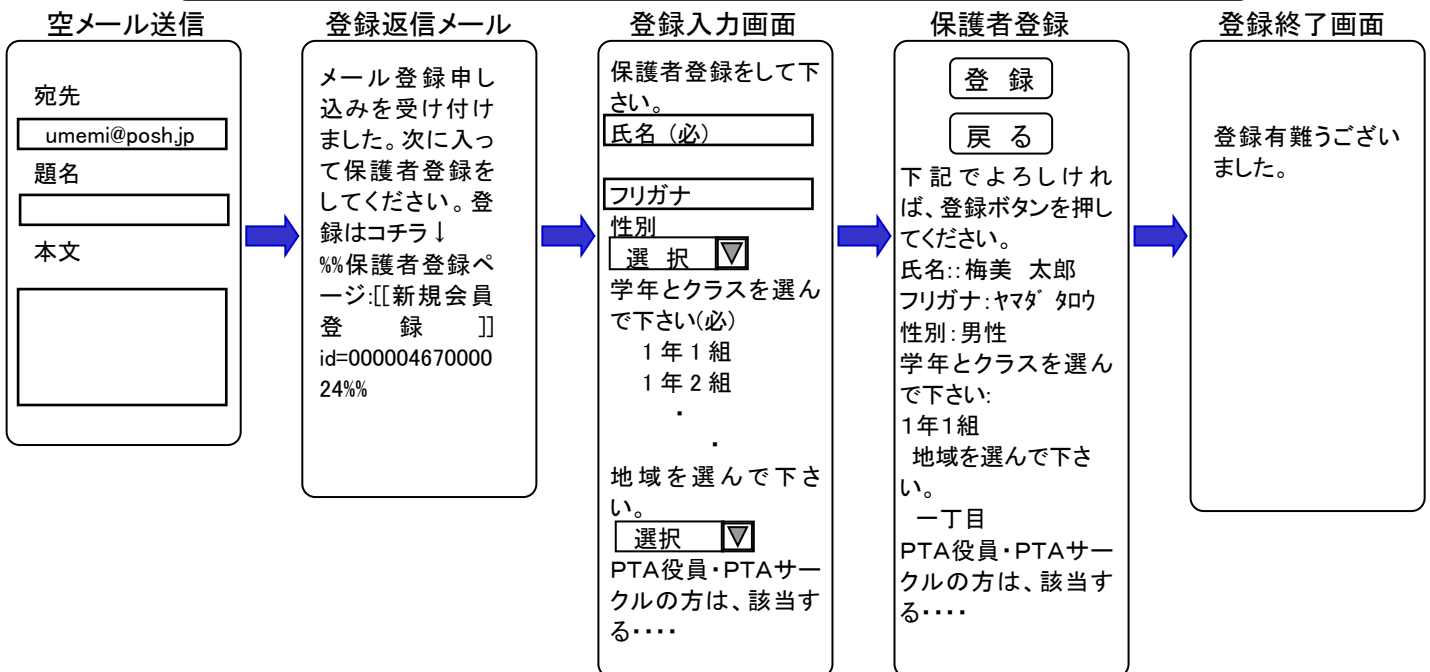 空メール送信
宛先
umemi@posh.jp
題名
本文
登録返信メール
メール登録申し
込みを受け付け
ました。次に入っ
て保護者登録を
してください。登
録はコチラ↓
%%保護者登録ペ
ージ:[[新規会員
登 録 ]]
id=000004670000
24%%
登録入力画面
保護者登録をして下
さい。
氏名 (必)
フリガナ
性別
選 択 ▽
学年とクラスを選ん
で下さい(必)
1年1組
1年2組
・
・
地域を選んで下さ
い。
選択 ▽
PTA役員・PTAサー
クルの方は、該当す
る・・・・
保護者登録
登 録
戻 る
下記でよろしけれ
ば、登録ボタンを押し
てください。
氏名::梅美 太郎
フリガナ:ヤマダ タロウ
性別:男性
学年とクラスを選ん
で下さい:
1年1組
地域を選んで下さ
い。
一丁目
PTA役員・PTAサー
クルの方は、該当す
る・・・・
登録終了画面
登録有難うござい
ました。